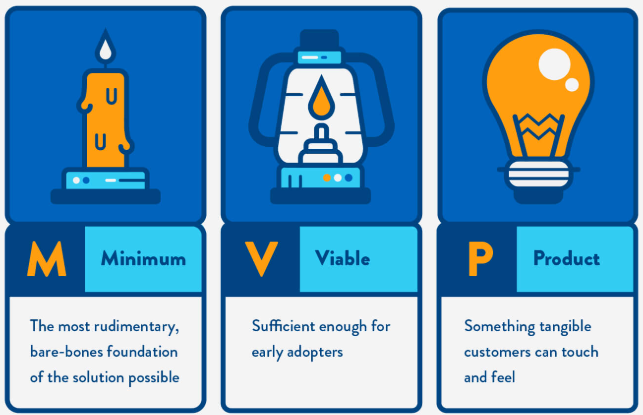 M Minimum
The most rudimentary,
bare-bones foundation
of the solution possible
V Viable
Sufficient enough for
early adopters
P Product
Something tangible
customers can touch
and feel